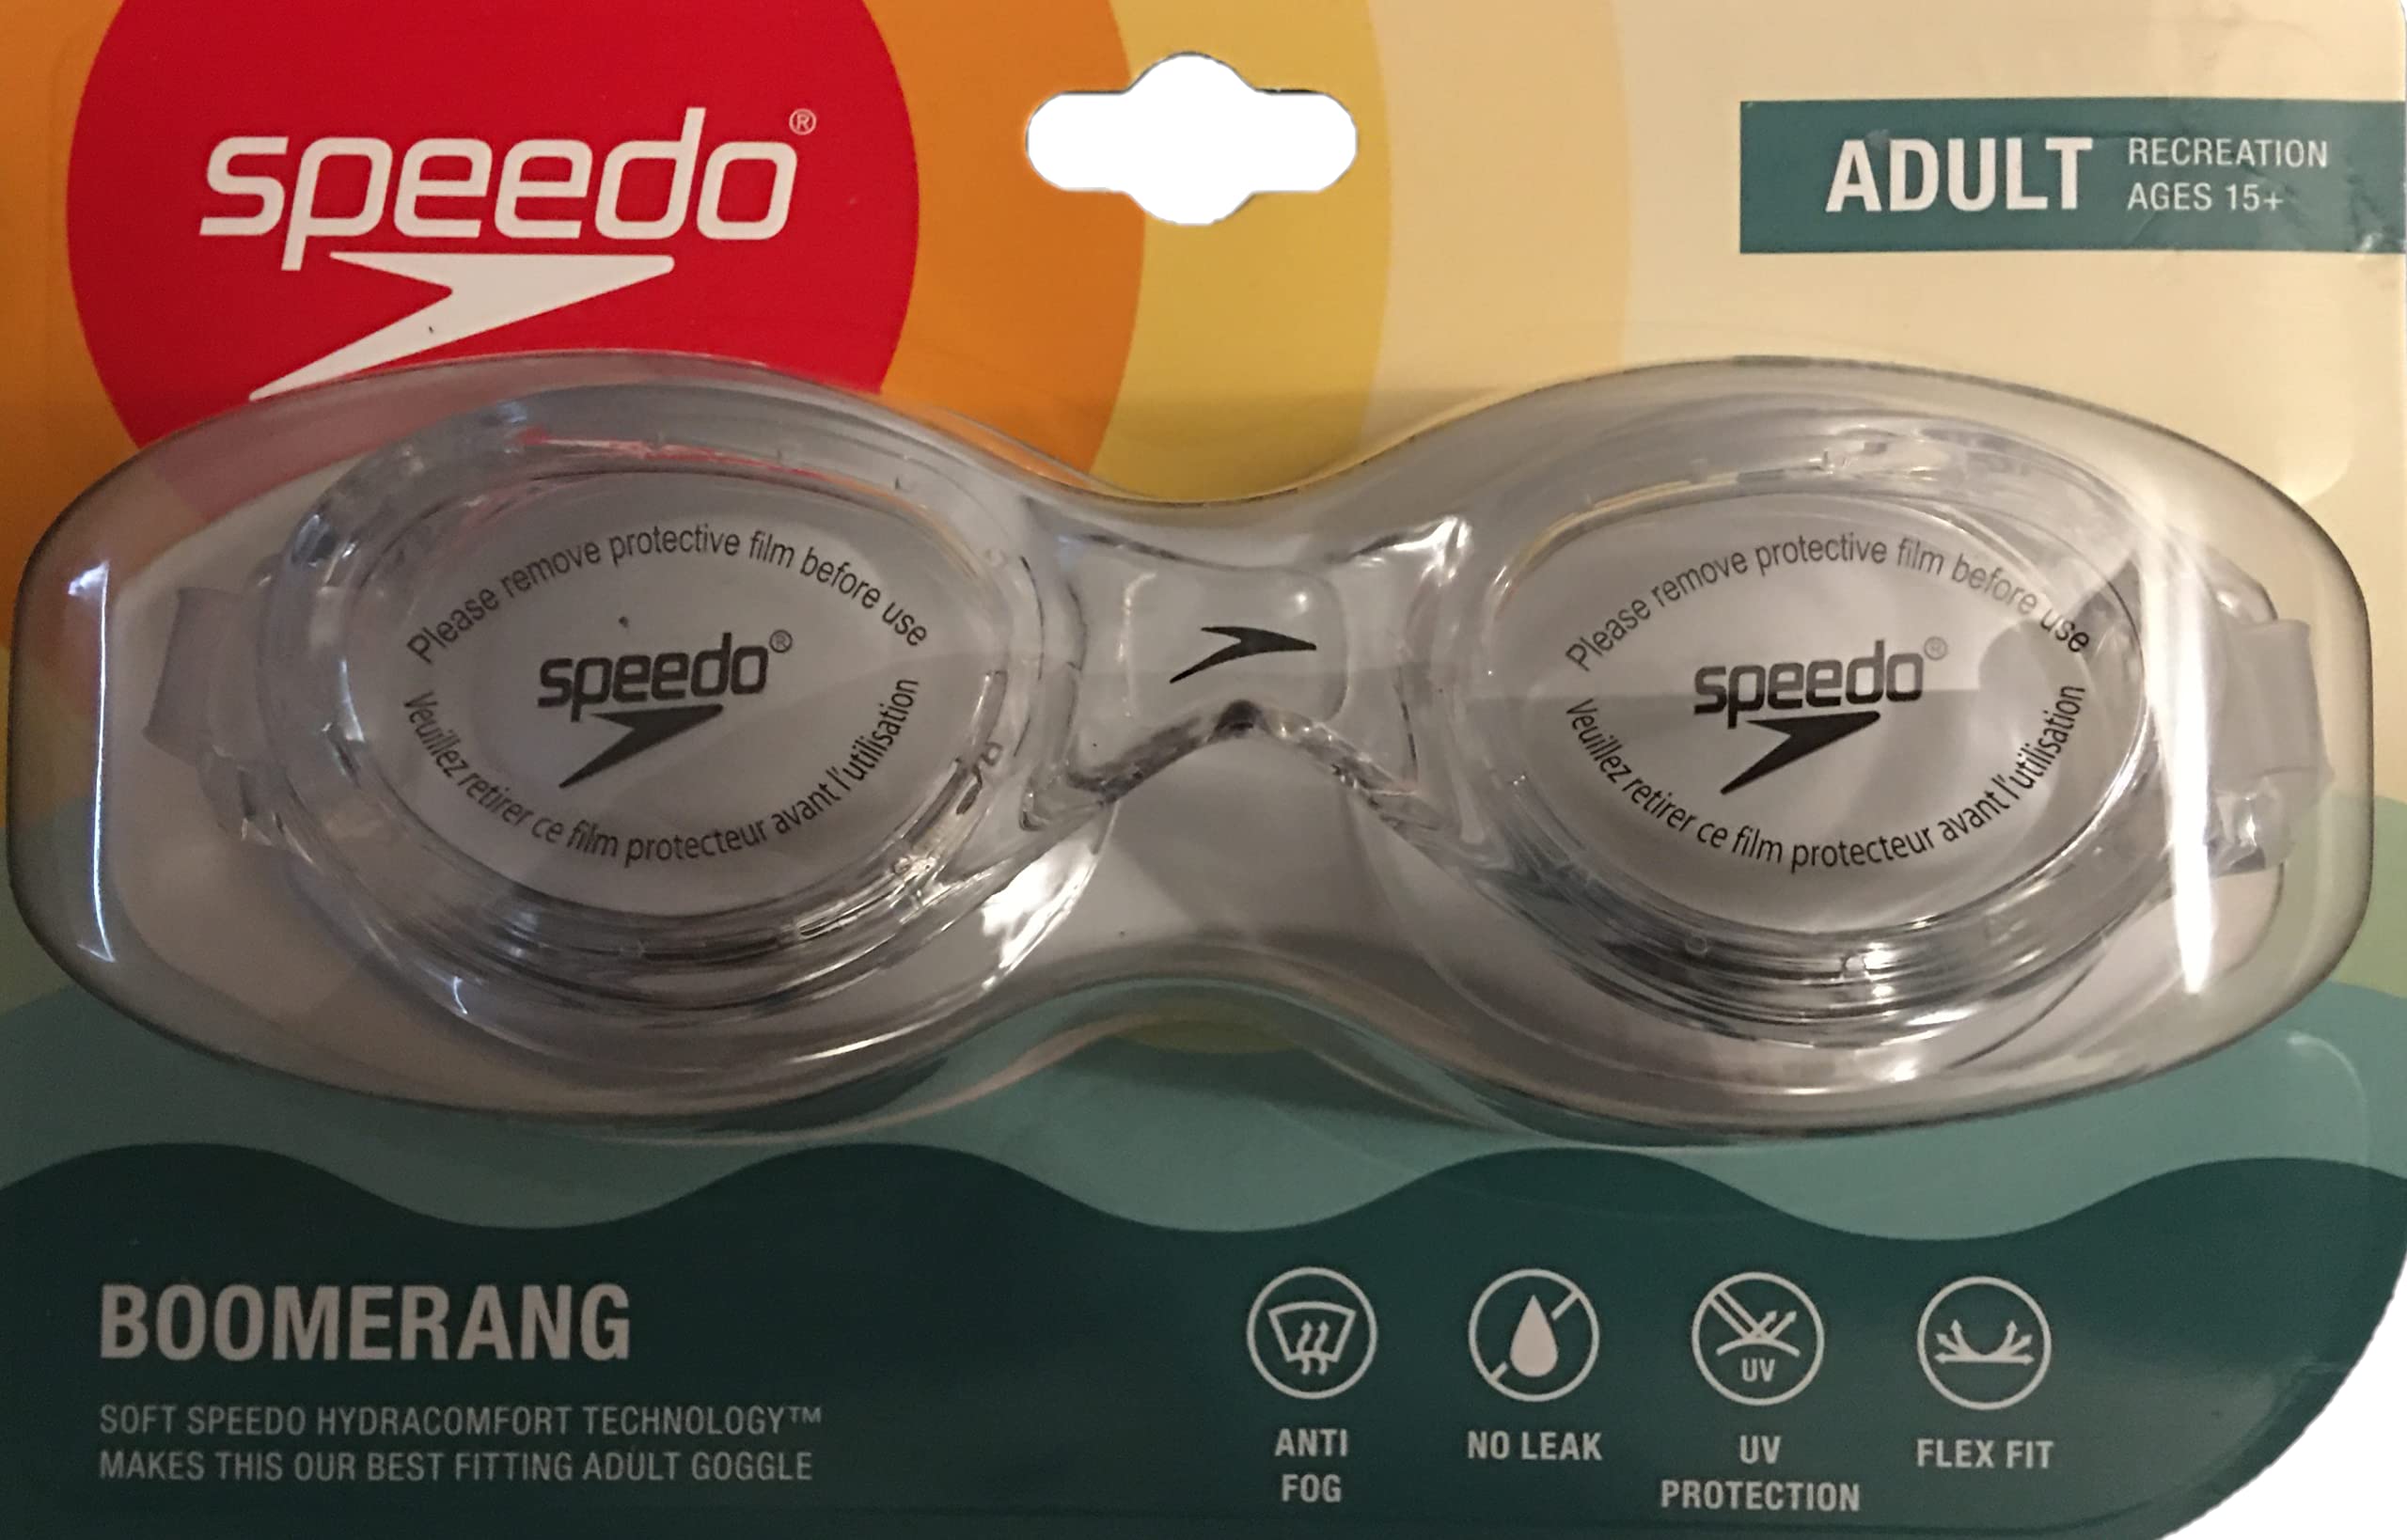 speedo®
ADULT
RECREATION
AGES 15+
Please remove protective film before use
speedo®
Veuillez retirer ce film protecteur avant l'utilisation
Please remove protective film before use
speedo®
Veuillez retirer ce film protecteur avant l'utilisation
BOOMERANG
SOFT SPEEDO HYDRACOMFORT TECHNOLOGY™
MAKES THIS OUR BEST FITTING ADULT GOGGLE
ANTI
FOG
NO LEAK
UV
UV
PROTECTION
FLEX FIT